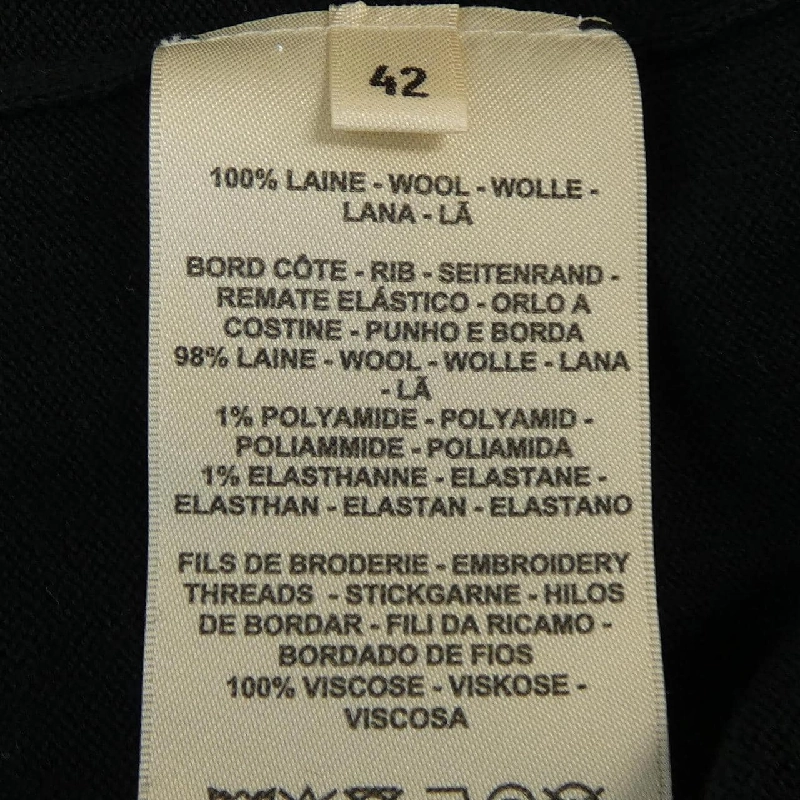 42
100% LAINE - WOOL - WOLLE -
LANA - LÃ
BORD CÔTE - RIB - SEITENRAND -
REMATE ELÁSTICO - ORLO A
COSTINE - PUNHO E BORDA
98% LAINE - WOOL - WOLLE - LANA
- LÃ
1% POLYAMIDE - POLYAMID -
POLIAMMIDE - POLIAMIDA
1% ELASTHANNE - ELASTANE -
ELASTHAN - ELASTAN - ELASTANO
FILS DE BRODERIE - EMBROIDERY
THREADS - STICKGARNE - HILOS
DE BORDAR - FILI DA RICAMO -
BORDADO DE FIOS
100% VISCOSE - VISKOSE -
VISCOSA